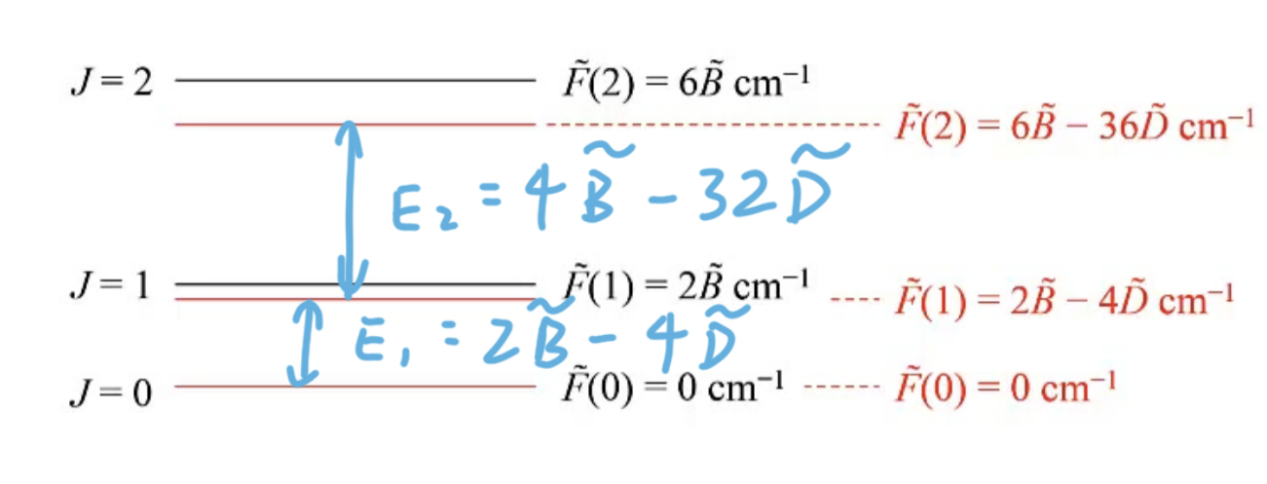 J = 2 F̃(2) = 6B̃ cm⁻¹
F̃(2) = 6B̃ − 36D̃ cm⁻¹
E₂ = 4B̃ − 32D̃
J = 1 F̃(1) = 2B̃ cm⁻¹ F̃(1) = 2B̃ − 4D̃ cm⁻¹
E₁ = 2B̃ − 4D̃
J = 0 F̃(0) = 0 cm⁻¹ F̃(0) = 0 cm⁻¹